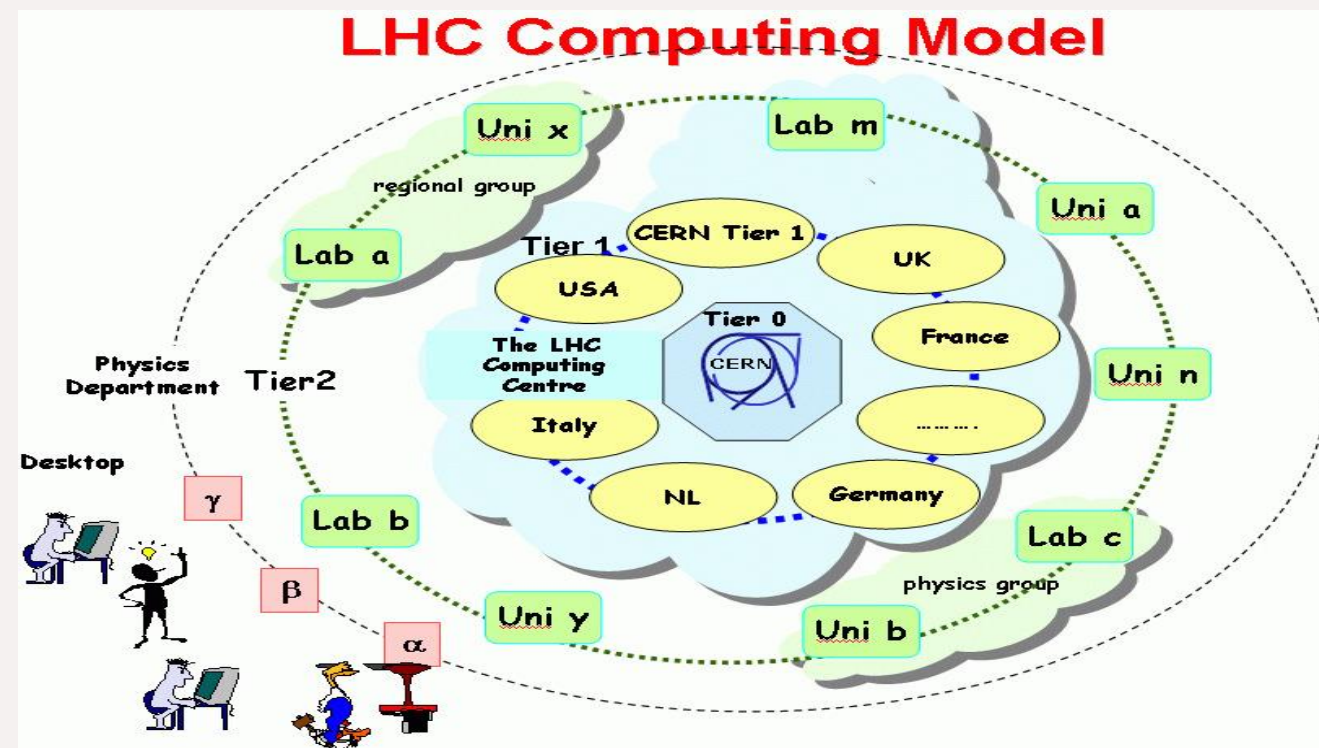 LHC Computing Model
Uni x
Lab m
regional group
Uni a
Lab a
CERN Tier 1
Tier 1
UK
USA
Tier 0
France
The LHC
Computing
Centre
CERN
Physics
Department
Tier2
Uni n
Italy
……….
Desktop
NL
Germany
γ
Lab b
Lab c
physics group
β
Uni y
Uni b
α